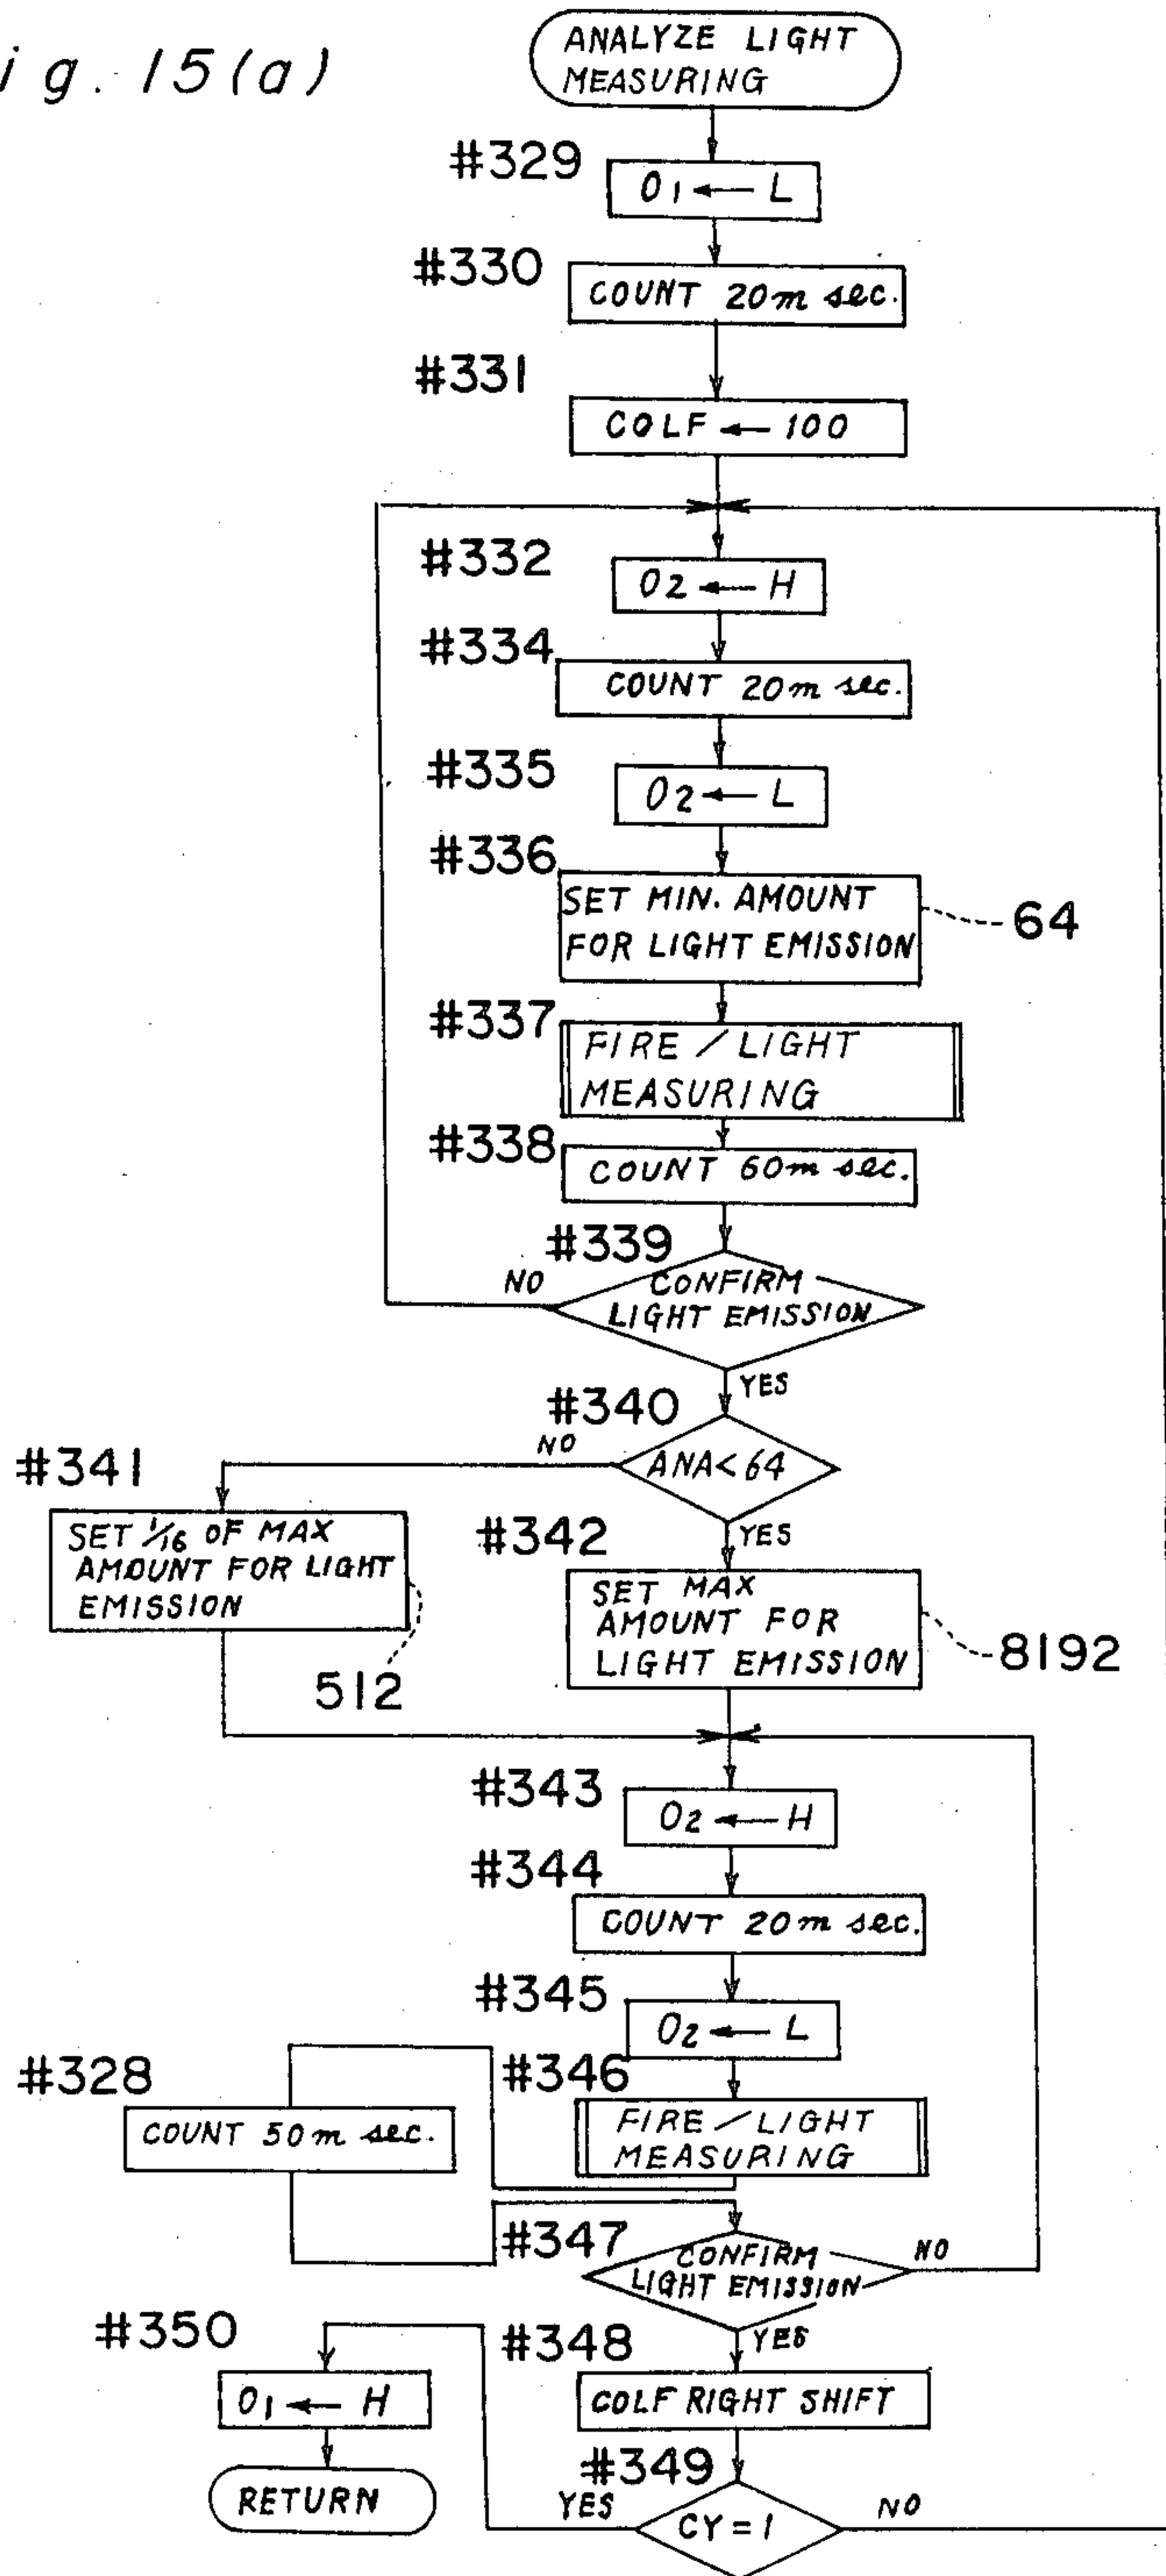 ig. 15(a)
ANALYZE LIGHT
MEASURING
#329
O1 ← L
#330
COUNT 20m sec.
#331
COLF ← 100
#332
O2 ← H
#334
COUNT 20m sec.
#335
O2 ← L
#336
SET MIN. AMOUNT
FOR LIGHT EMISSION
64
#337
FIRE / LIGHT
MEASURING
#338
COUNT 60m sec.
#339
NO
CONFIRM
LIGHT EMISSION
YES
#340
NO
ANA<64
#341
SET 1/16 OF MAX
AMOUNT FOR LIGHT
EMISSION
512
YES
#342
SET MAX
AMOUNT FOR
LIGHT EMISSION
8192
#343
O2 ← H
#344
COUNT 20m sec.
#345
O2 ← L
#346
FIRE / LIGHT
MEASURING
#328
COUNT 50m sec.
#347
CONFIRM
LIGHT EMISSION
NO
YES
#348
COLF RIGHT SHIFT
#349
CY = 1
YES
NO
#350
O1 ← H
RETURN